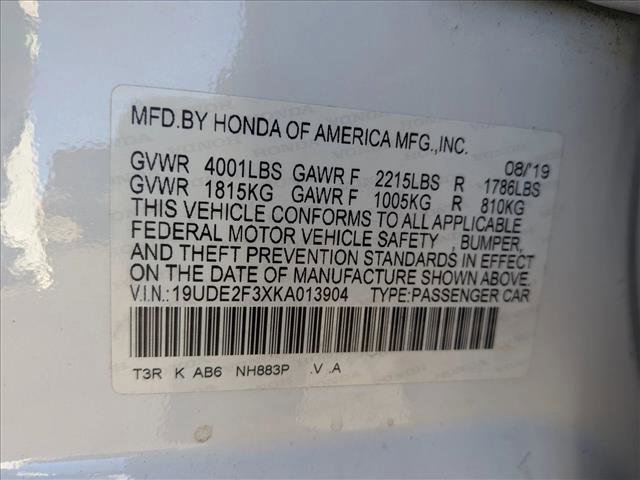 MFD.BY HONDA OF AMERICA MFG.,INC.
08/'19
GVWR 4001LBS GAWR F 2215LBS R 1786LBS
GVWR 1815KG GAWR F 1005KG R 810KG
THIS VEHICLE CONFORMS TO ALL APPLICABLE
FEDERAL MOTOR VEHICLE SAFETY , BUMPER,
AND THEFT PREVENTION STANDARDS IN EFFECT
ON THE DATE OF MANUFACTURE SHOWN ABOVE.
V.I.N.:19UDE2F3XKA013904 TYPE:PASSENGER CAR
T3R K AB6 NH883P .V .A